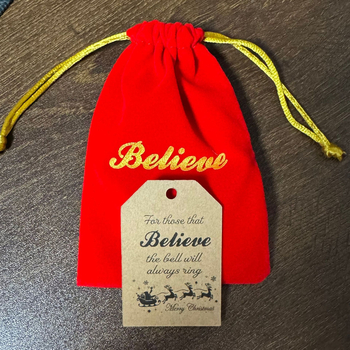 Believe
For those that
Believe
the bell will
always ring
Merry Christmas